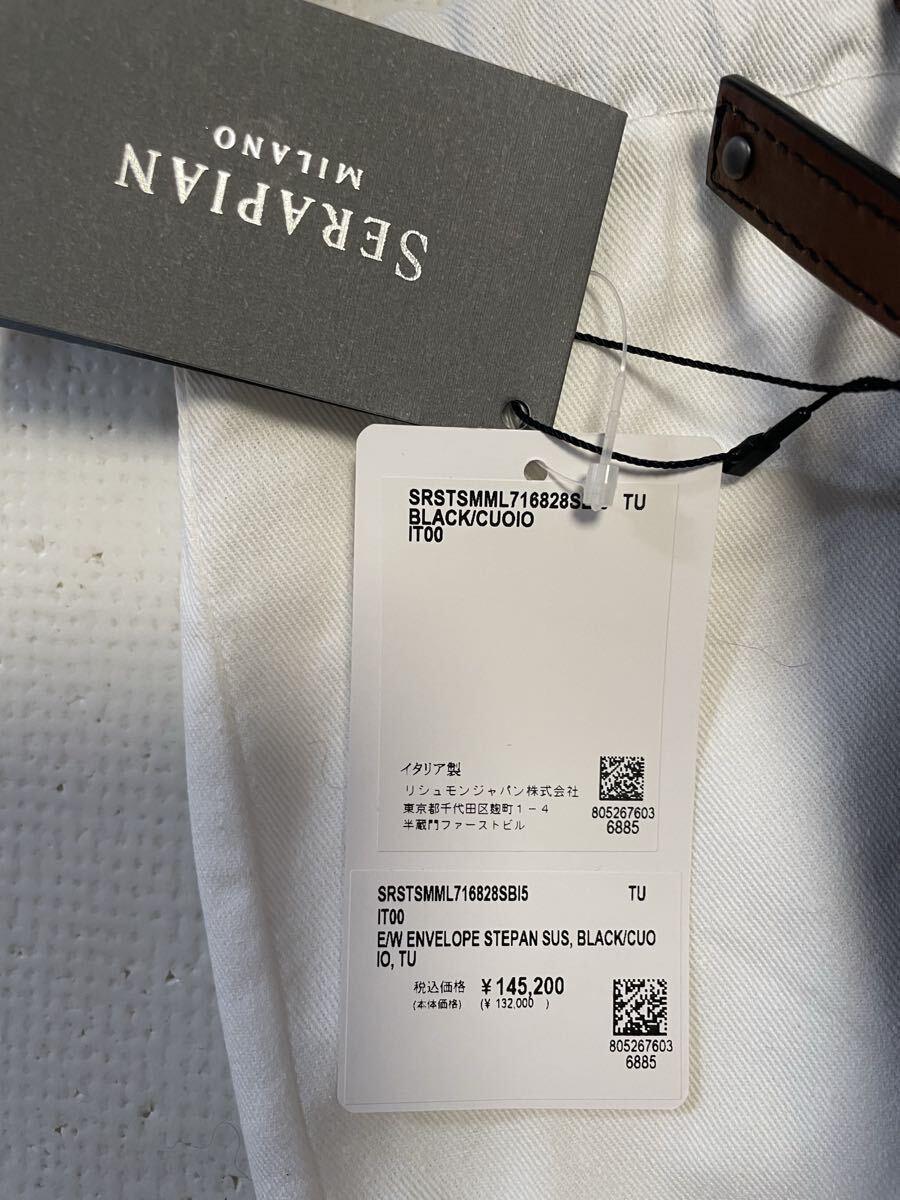 SERAPIAN
MILANO
SRSTSMML716828S TU
BLACK/CUOIO
IT00
イタリア製
リシュモンジャパン株式会社
東京都千代田区麹町1-4
半蔵門ファーストビル
805267603
6885
SRSTSMML716828SBI5 TU
IT00
E/W ENVELOPE STEPAN SUS, BLACK/CUO
IO, TU
税込価格 ¥145,200
(本体価格) (¥ 132,000 )
805267603
6885